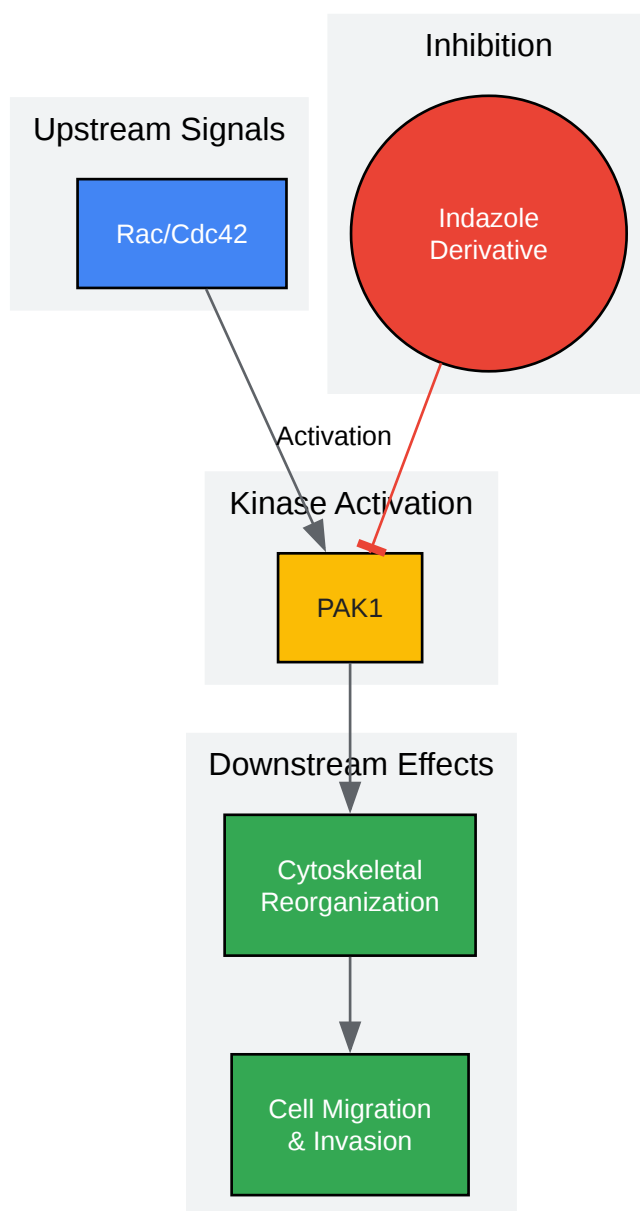 Inhibition
Upstream Signals
Rac/Cdc42
Indazole
Derivative
Activation
Kinase Activation
PAK1
Downstream Effects
Cytoskeletal
Reorganization
Cell Migration
& Invasion